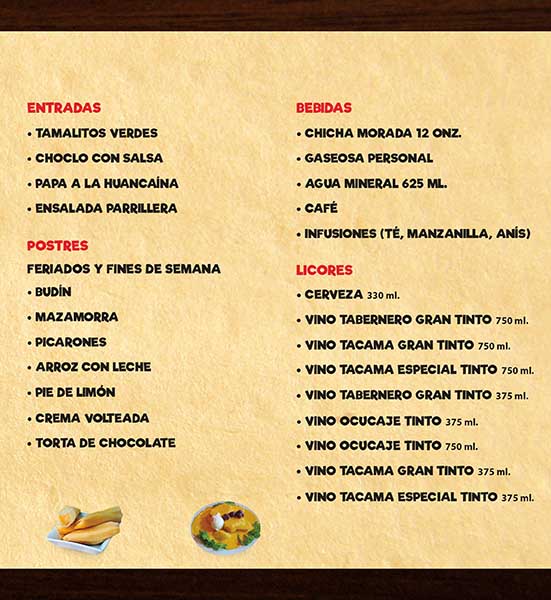 ENTRADAS
• TAMALITOS VERDES
• CHOCLO CON SALSA
• PAPA A LA HUANCAÍNA
• ENSALADA PARRILLERA
POSTRES
FERIADOS Y FINES DE SEMANA
• BUDÍN
• MAZAMORRA
• PICARONES
• ARROZ CON LECHE
• PIE DE LIMÓN
• CREMA VOLTEADA
• TORTA DE CHOCOLATE
BEBIDAS
• CHICHA MORADA 12 ONZ.
• GASEOSA PERSONAL
• AGUA MINERAL 625 ML.
• CAFÉ
• INFUSIONES (TÉ, MANZANILLA, ANÍS)
LICORES
• CERVEZA 330 ml.
• VINO TABERNERO GRAN TINTO 750 ml.
• VINO TACAMA GRAN TINTO 750 ml.
• VINO TACAMA ESPECIAL TINTO 750 ml.
• VINO TABERNERO GRAN TINTO 375 ml.
• VINO OCUCAJE TINTO 375 ml.
• VINO OCUCAJE TINTO 750 ml.
• VINO TACAMA GRAN TINTO 375 ml.
• VINO TACAMA ESPECIAL TINTO 375 ml.